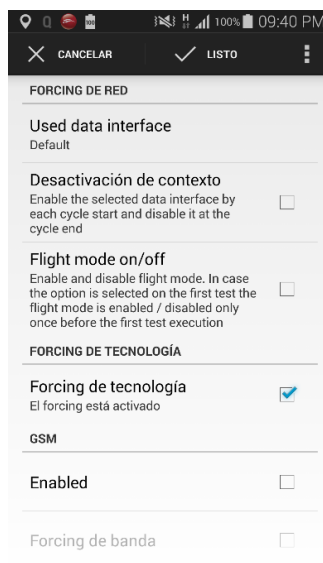 100% 09:40 PM
CANCELAR LISTO
FORCING DE RED
Used data interface
Default
Desactivación de contexto
Enable the selected data interface by
each cycle start and disable it at the
cycle end
Flight mode on/off
Enable and disable flight mode. In case
the option is selected on the first test the
flight mode is enabled / disabled only
once before the first test execution
FORCING DE TECNOLOGÍA
Forcing de tecnología
El forcing está activado
GSM
Enabled
Forcing de banda